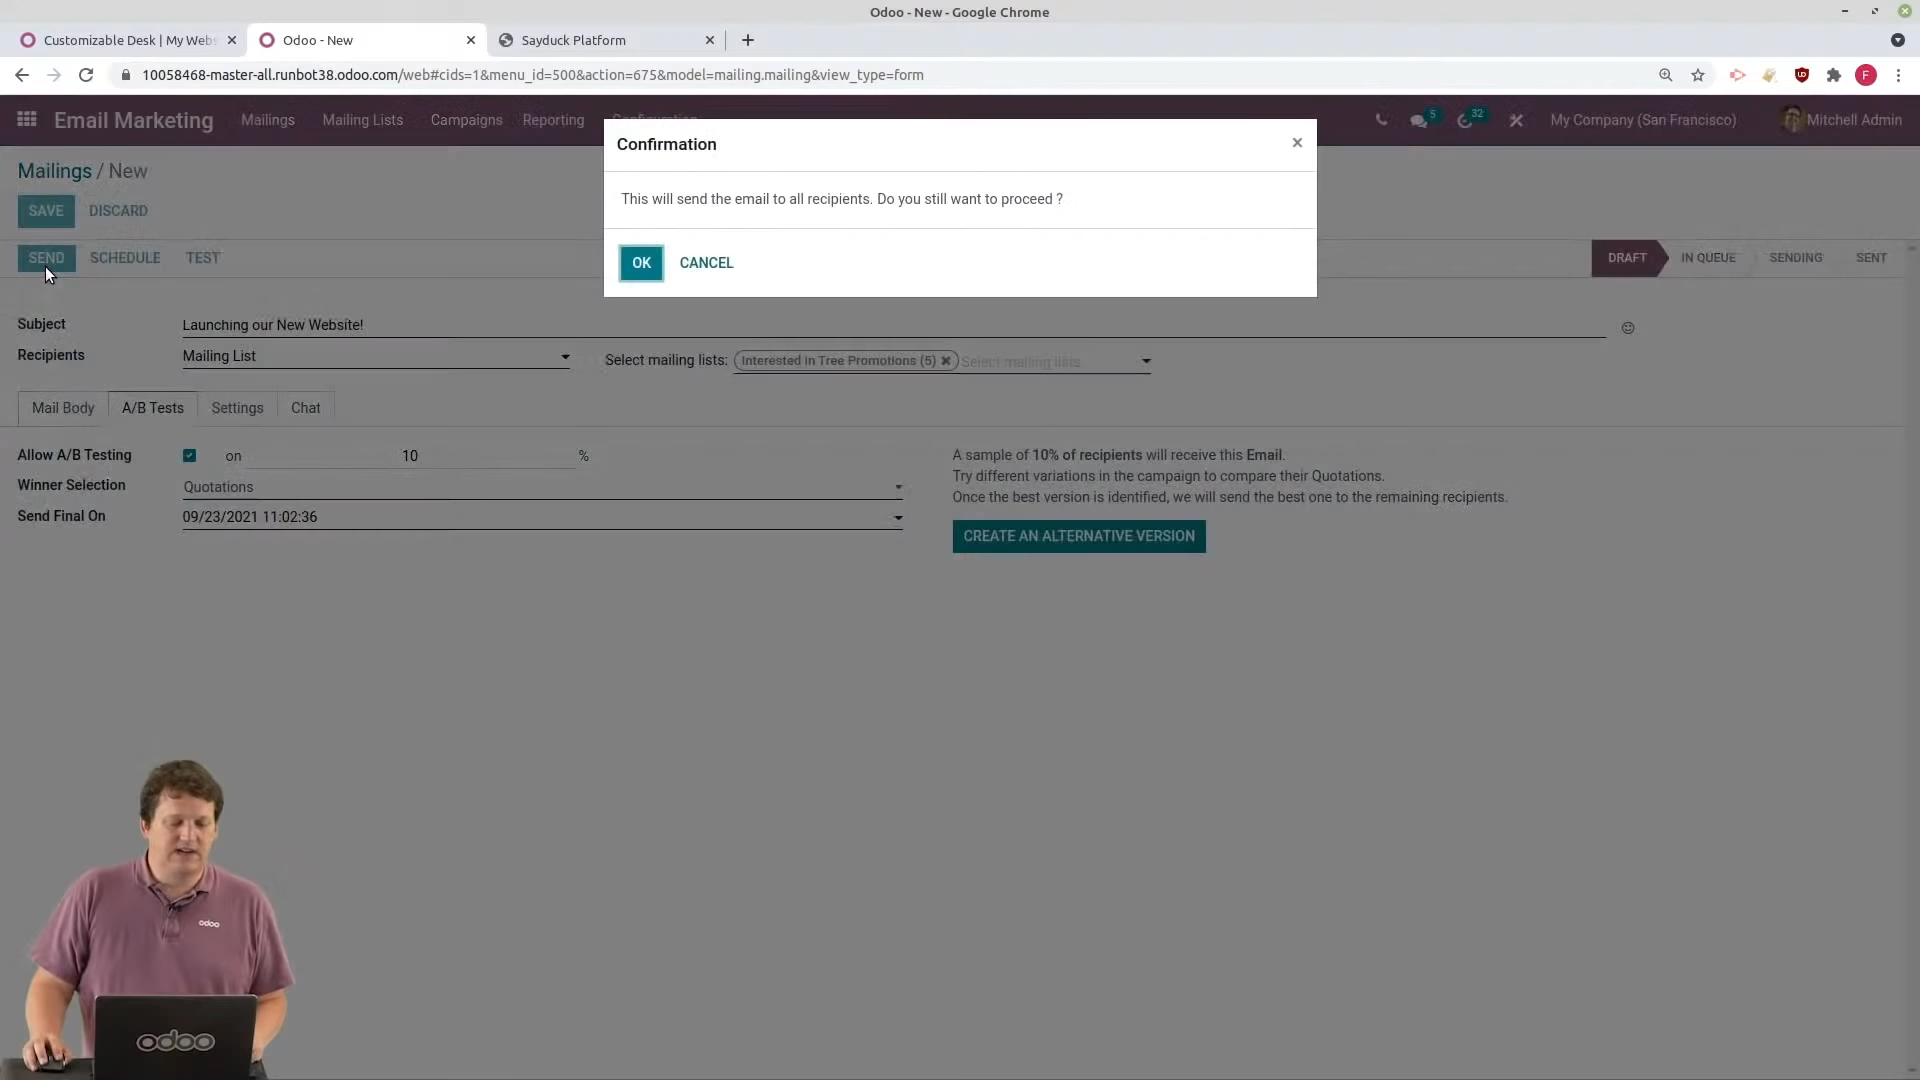 Odoo - New - Google Chrome
Customizable Desk | My Webs
Odoo - New
Sayduck Platform
10058468-master-all.runbot38.odoo.com/web#cids=1&menu_id=500&action=675&model=mailing.mailing&view_type=form
F
Email Marketing
Mailings
Mailing Lists
Campaigns
Reporting
Configuration
5
32
My Company (San Francisco)
Mitchell Admin
Confirmation
This will send the email to all recipients. Do you still want to proceed ?
OK
CANCEL
Mailings / New
SAVE
DISCARD
SEND
SCHEDULE
TEST
DRAFT
IN QUEUE
SENDING
SENT
Subject
Launching our New Website!
Recipients
Mailing List
Select mailing lists:
Interested in Tree Promotions (5)
Select mailing lists
Mail Body
A/B Tests
Settings
Chat
Allow A/B Testing
on
10
%
Winner Selection
Quotations
Send Final On
09/23/2021 11:02:36
A sample of 10% of recipients will receive this Email.
Try different variations in the campaign to compare their Quotations.
Once the best version is identified, we will send the best one to the remaining recipients.
CREATE AN ALTERNATIVE VERSION
odoo
odoo